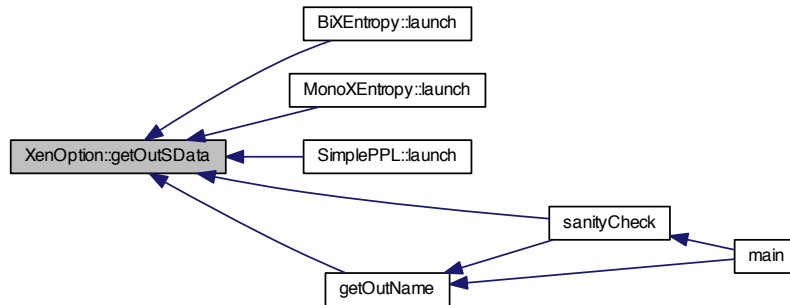 BiXEntropy::launch
MonoXEntropy::launch
XenOption::getOutSData
SimplePPL::launch
sanityCheck
main
getOutName